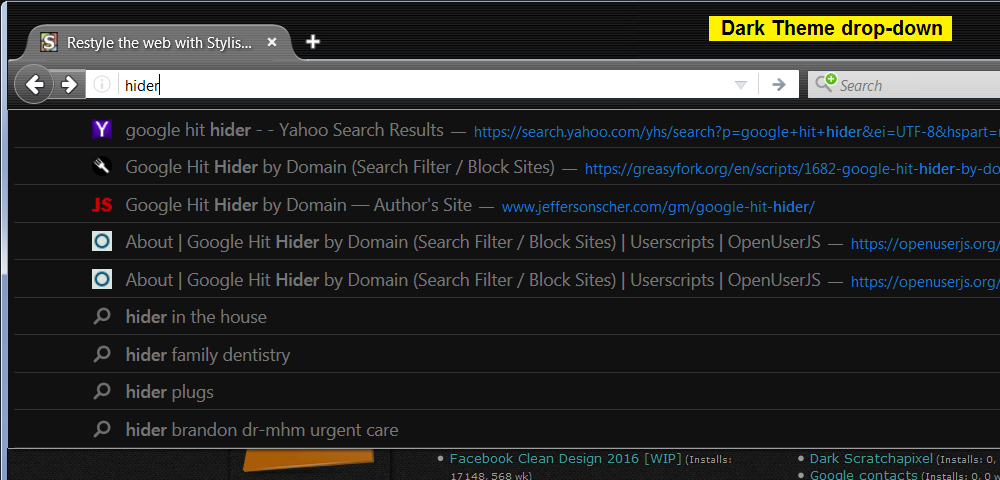 Dark Theme drop-down
Restyle the web with Stylis...
hider
Search
google hit hider - - Yahoo Search Results — https://search.yahoo.com/yhs/search?p=google+hit+hider&ei=UTF-8&hspart=
Google Hit Hider by Domain (Search Filter / Block Sites) — https://greasyfork.org/en/scripts/1682-google-hit-hider-by-do
JS Google Hit Hider by Domain — Author's Site — www.jeffersonscher.com/gm/google-hit-hider/
About | Google Hit Hider by Domain (Search Filter / Block Sites) | Userscripts | OpenUserJS — https://openuserjs.org/
About | Google Hit Hider by Domain (Search Filter / Block Sites) | Userscripts | OpenUserJS — https://openuserjs.org/
hider in the house
hider family dentistry
hider plugs
hider brandon dr-mhm urgent care
• Facebook Clean Design 2016 [WIP] (Installs:
17148, 568 wk)
• Dark Scratchapixel (Installs: 0,
• Google contacts (Installs: 0, 0 w